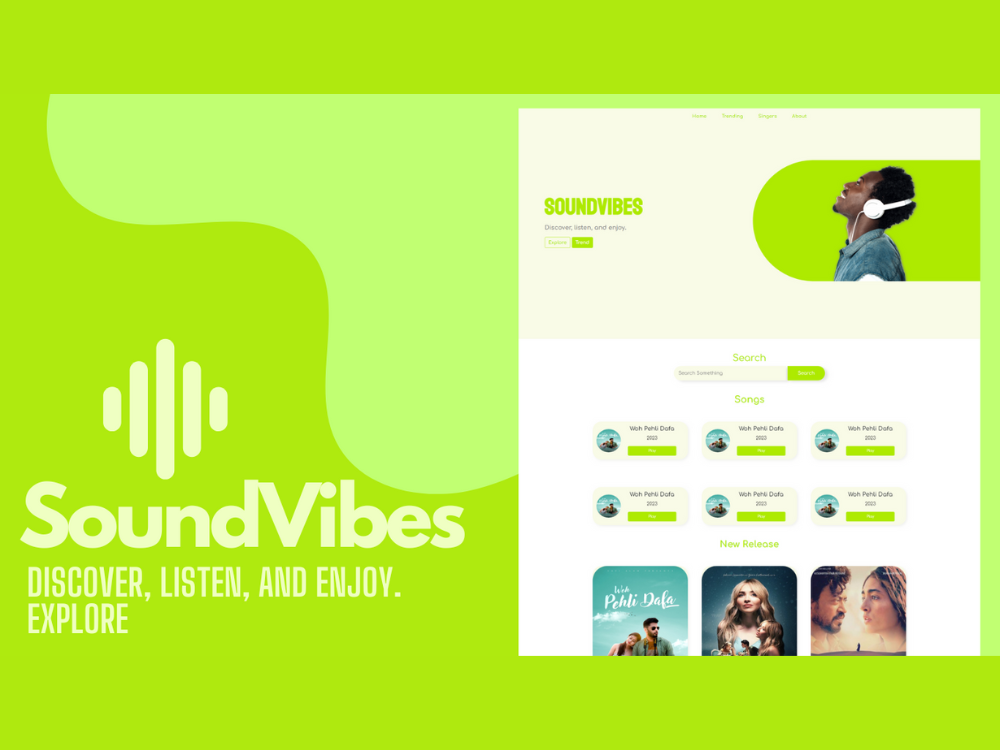 SoundVibes
DISCOVER, LISTEN, AND ENJOY.
EXPLORE
Home Trending Singers About
SOUNDVIBES
Discover, listen, and enjoy.
Explore Trend
Search
Search Something Search
Songs
Woh Pehli Dafa Woh Pehli Dafa Woh Pehli Dafa
2023 2023 2023
Play Play Play
Woh Pehli Dafa Woh Pehli Dafa Woh Pehli Dafa
2023 2023 2023
Play Play Play
New Release
Woh
Pehli Dafa